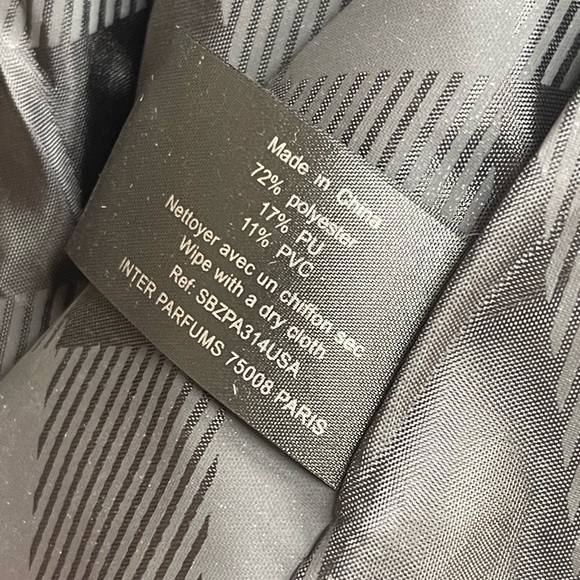 Made in China
72% polyester
17% PU
11% PVC
Nettoyer avec un chiffon sec
Wipe with a dry cloth
Ref. SBZPA314USA
INTER PARFUMS 75008 PARIS